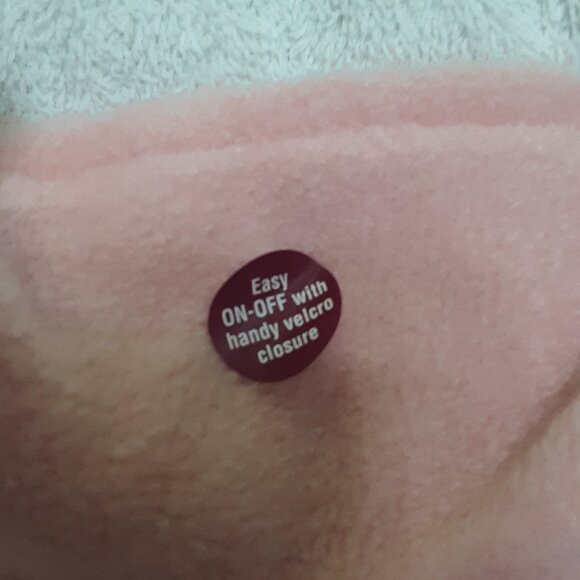 Easy
ON-OFF with
handy velcro
closure